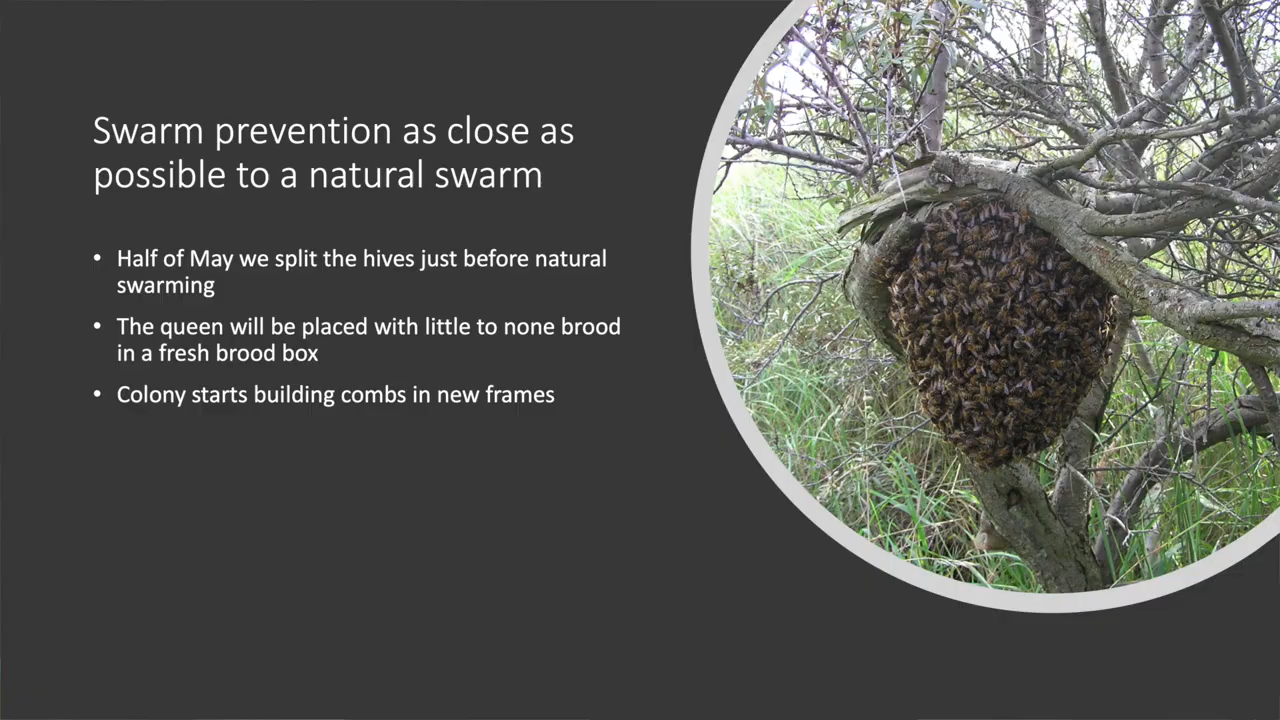 Swarm prevention as close as
possible to a natural swarm
• Half of May we split the hives just before natural
swarming
• The queen will be placed with little to none brood
in a fresh brood box
• Colony starts building combs in new frames